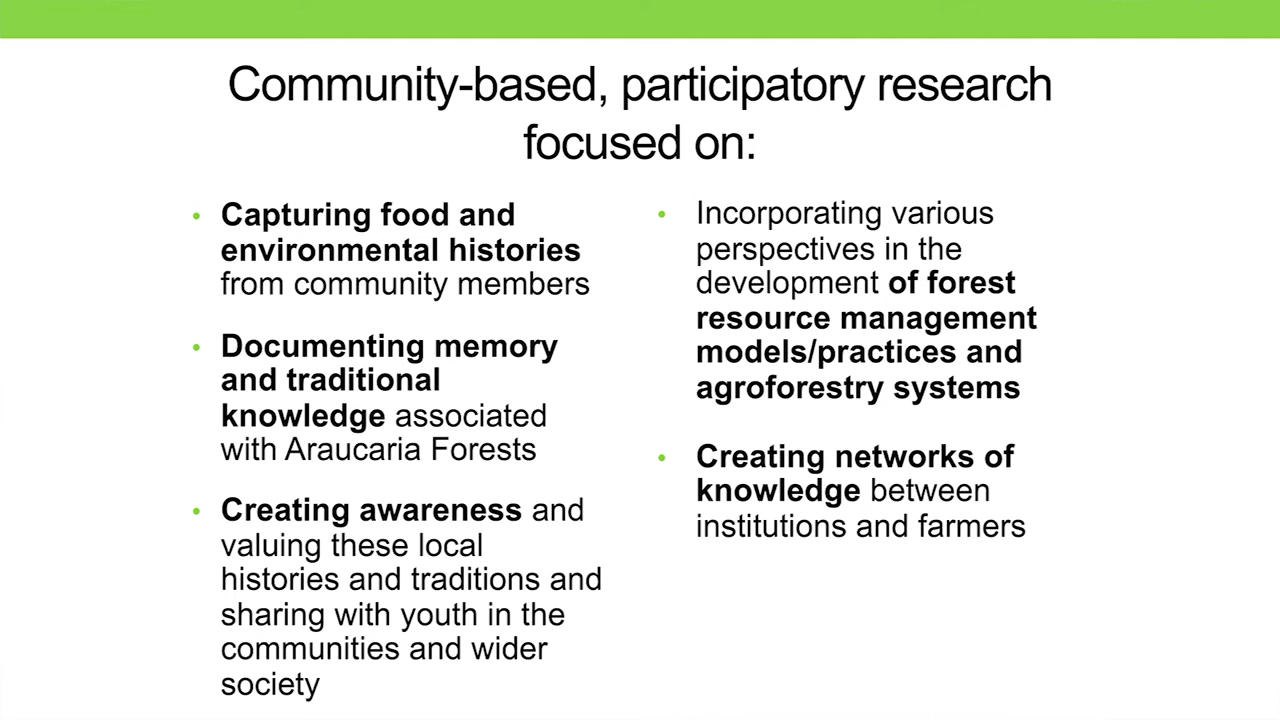 Community-based, participatory research
focused on:
• Capturing food and
environmental histories
from community members
• Documenting memory
and traditional
knowledge associated
with Araucaria Forests
• Creating awareness and
valuing these local
histories and traditions and
sharing with youth in the
communities and wider
society
• Incorporating various
perspectives in the
development of forest
resource management
models/practices and
agroforestry systems
• Creating networks of
knowledge between
institutions and farmers